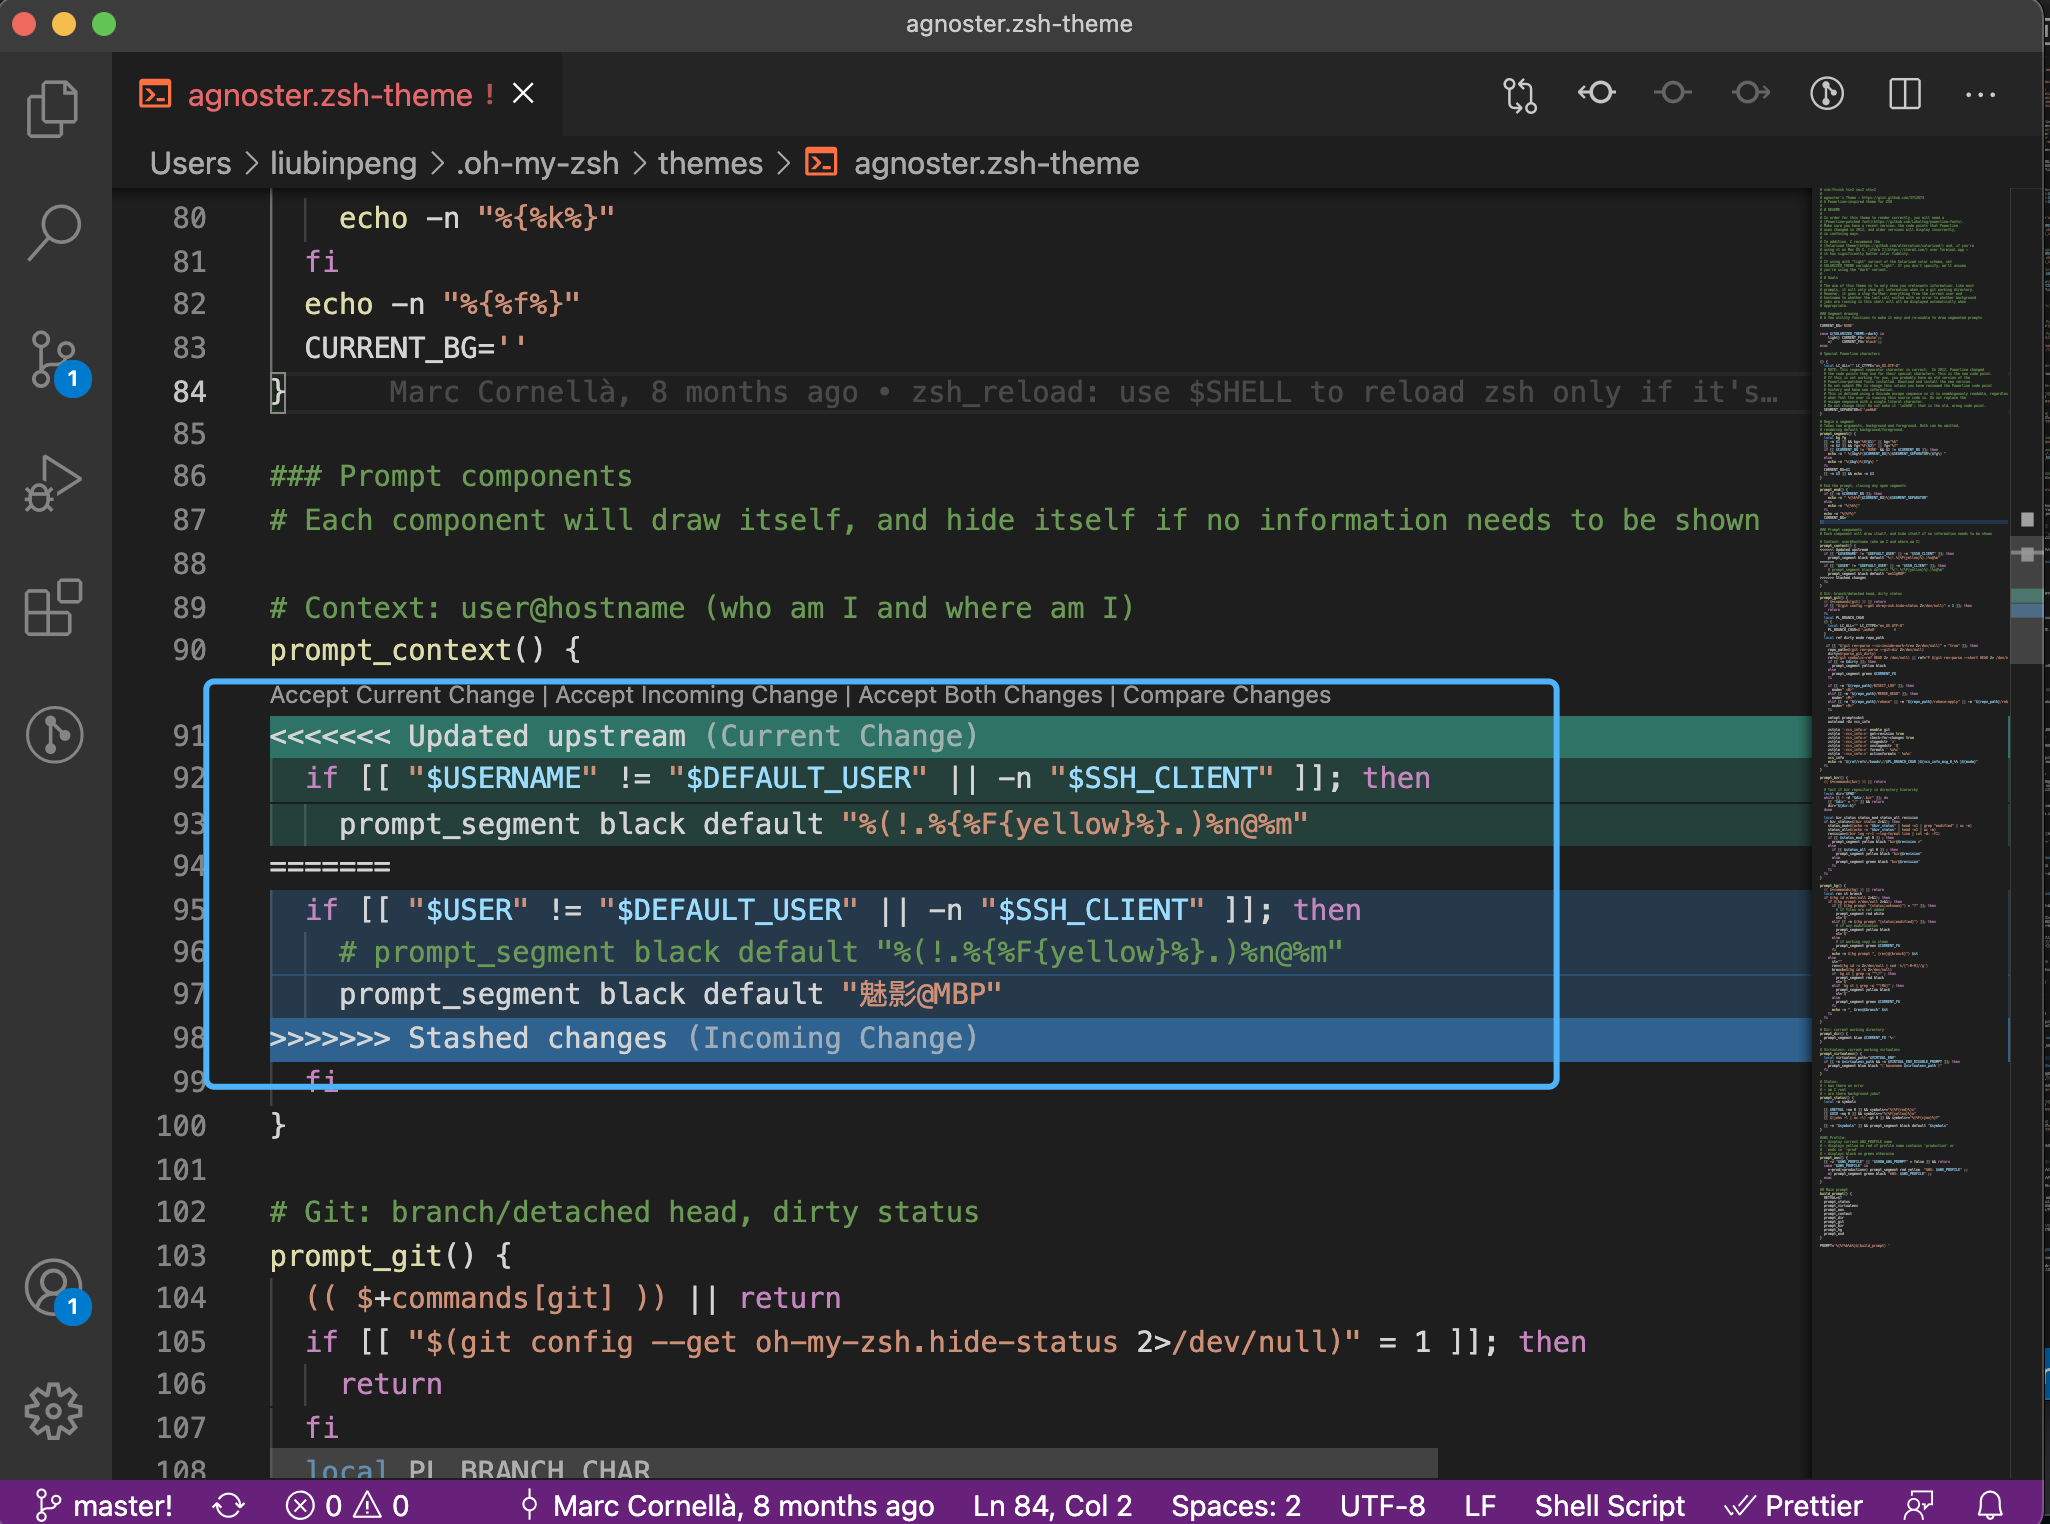 agnoster.zsh-theme
agnoster.zsh-theme !
Users > liubinpeng > .oh-my-zsh > themes > agnoster.zsh-theme
80 echo -n "%{%k%}"
81 fi
82 echo -n "%{%f%}"
83 CURRENT_BG=''
84 } Marc Cornellà, 8 months ago • zsh_reload: use $SHELL to reload zsh only if it's…
85
86 ### Prompt components
87 # Each component will draw itself, and hide itself if no information needs to be shown
88
89 # Context: user@hostname (who am I and where am I)
90 prompt_context() {
Accept Current Change | Accept Incoming Change | Accept Both Changes | Compare Changes
91 <<<<<<< Updated upstream (Current Change)
92 if [[ "$USERNAME" != "$DEFAULT_USER" || -n "$SSH_CLIENT" ]]; then
93 prompt_segment black default "%(!.%{%F{yellow}%}.)%n@%m"
94 =======
95 if [[ "$USER" != "$DEFAULT_USER" || -n "$SSH_CLIENT" ]]; then
96 # prompt_segment black default "%(!.%{%F{yellow}%}.)%n@%m"
97 prompt_segment black default "魅影@MBP"
98 >>>>>>> Stashed changes (Incoming Change)
99 fi
100 }
101
102 # Git: branch/detached head, dirty status
103 prompt_git() {
104 (( $+commands[git] )) || return
105 if [[ "$(git config --get oh-my-zsh.hide-status 2>/dev/null)" = 1 ]]; then
106 return
107 fi
108 local PL_BRANCH_CHAR
1
1
master! 0 0 Marc Cornellà, 8 months ago Ln 84, Col 2 Spaces: 2 UTF-8 LF Shell Script Prettier